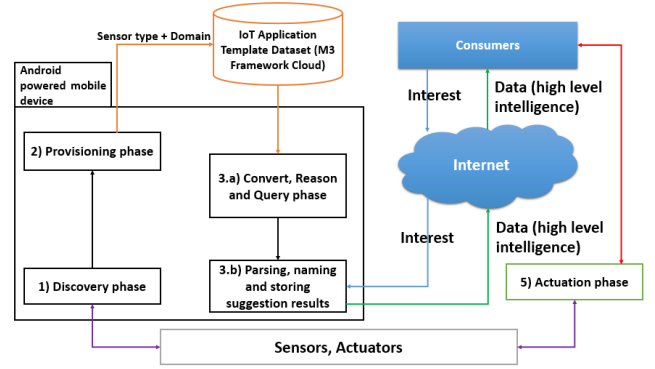 Sensor type + Domain
IoT Application
Template Dataset (M3
Framework Cloud)
Consumers
Android
powered mobile
device
Interest
Data (high level
intelligence)
2) Provisioning phase
3.a) Convert, Reason
and Query phase
Internet
Interest
Data (high level
intelligence)
1) Discovery phase
3.b) Parsing, naming
and storing
suggestion results
5) Actuation phase
Sensors, Actuators